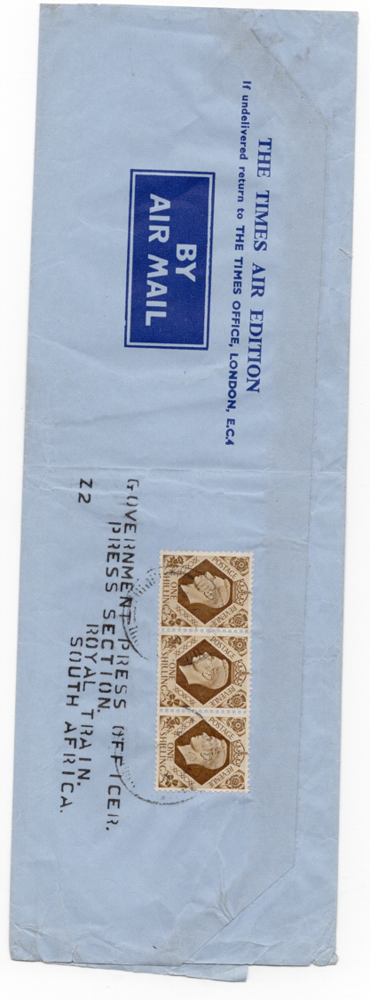 THE TIMES AIR EDITION
If undelivered return to THE TIMES OFFICE, LONDON, E.C.4
BY
AIR MAIL
POSTAGE REVENUE
ONE SHILLING
POSTAGE REVENUE
ONE SHILLING
POSTAGE REVENUE
ONE SHILLING
GOVERNMENT PRESS OFFICER.
PRESS SECTION.
ROYAL TRAIN.
SOUTH AFRICA.
Z2